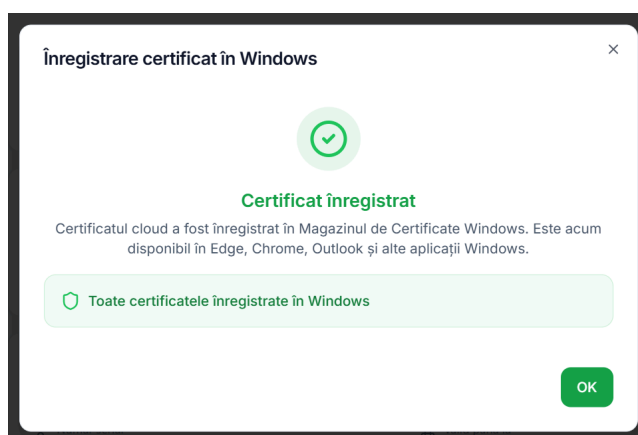 Înregistrare certificat în Windows
Certificat înregistrat
Certificatul cloud a fost înregistrat în Magazinul de Certificate Windows. Este acum
disponibil în Edge, Chrome, Outlook și alte aplicații Windows.
Toate certificatele înregistrate în Windows
OK